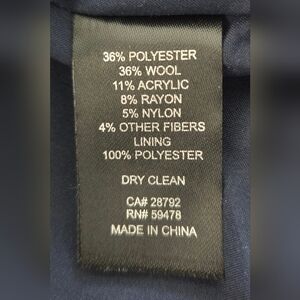 36% POLYESTER
36% WOOL
11% ACRYLIC
8% RAYON
5% NYLON
4% OTHER FIBERS
LINING
100% POLYESTER
DRY CLEAN
CA# 28792
RN# 59478
MADE IN CHINA